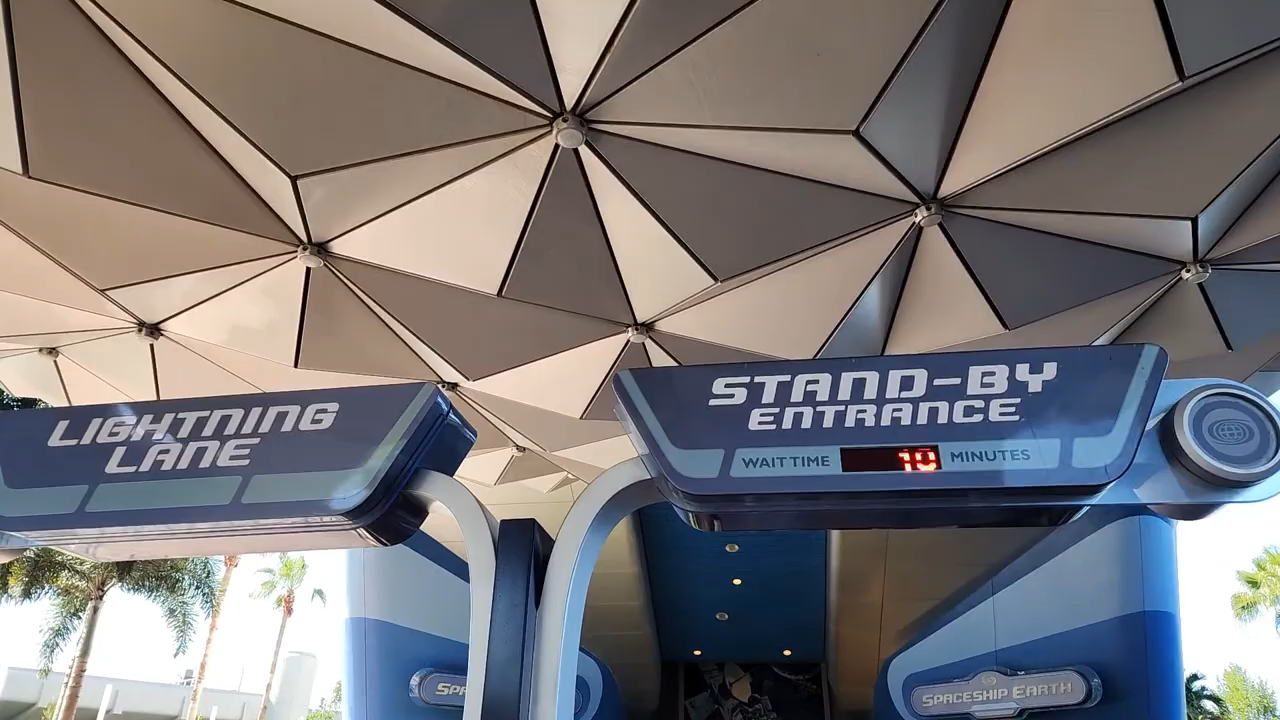 LIGHTNING
LANE
STAND-BY
ENTRANCE
WAIT TIME 10 MINUTES
SPACESHIP EARTH